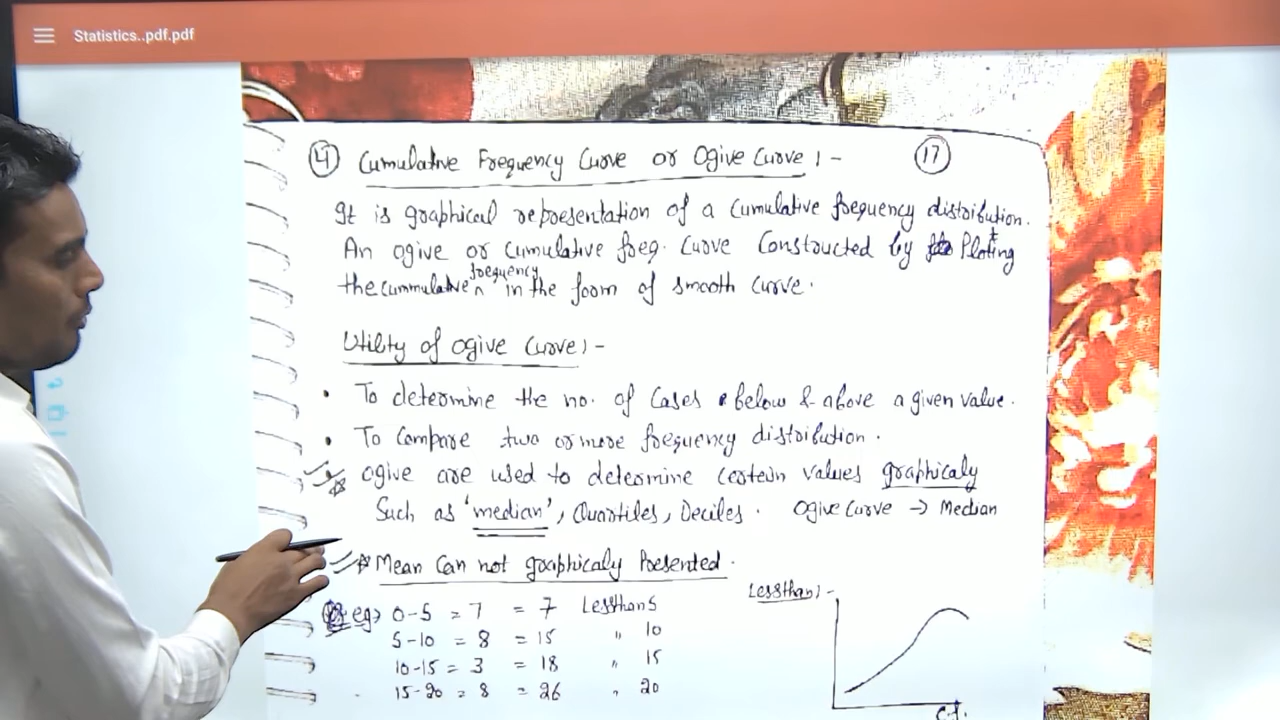 Statistics..pdf.pdf
4 Cumulative Frequency Curve or Ogive Curve :- 17
It is graphical representation of a cumulative frequency distribution.
An ogive or cumulative freq. curve constructed by Ploting
the cummulative frequency in the form of smooth curve.
Utility of ogive curve :-
• To determine the no. of cases below & above a given value.
• To compare two or more frequency distribution.
ogive are used to determine certain values graphicaly
Such as 'median', Quartiles, Deciles. Ogive Curve → Median
Mean Can not graphicaly Presented.
Lessthan :-
eg:- 0-5 = 7 = 7 Lessthan 5
5-10 = 8 = 15 " 10
10-15 = 3 = 18 " 15
15-20 = 8 = 26 " 20
C.f.